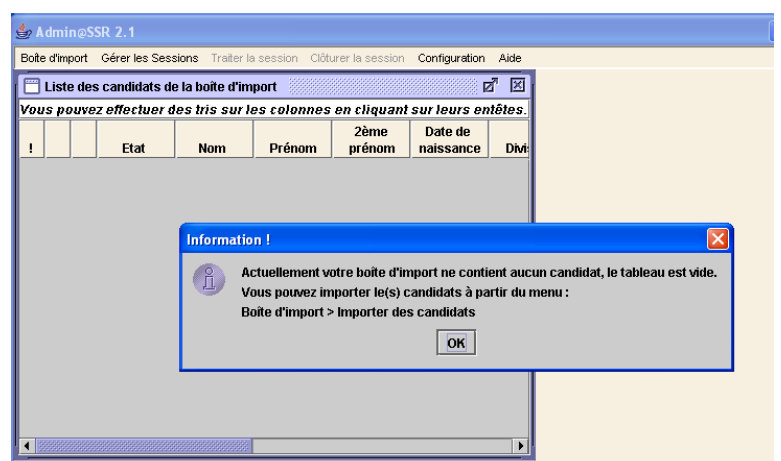 Admin@SSR 2.1
Boîte d'import Gérer les Sessions Traiter la session Clôturer la session Configuration Aide
Liste des candidats de la boîte d'import
Vous pouvez effectuer des tris sur les colonnes en cliquant sur leurs entêtes.
! Etat Nom Prénom 2ème prénom Date de naissance Divis
Information !
Actuellement votre boîte d'import ne contient aucun candidat, le tableau est vide.
Vous pouvez importer le(s) candidats à partir du menu :
Boîte d'import > Importer des candidats
OK